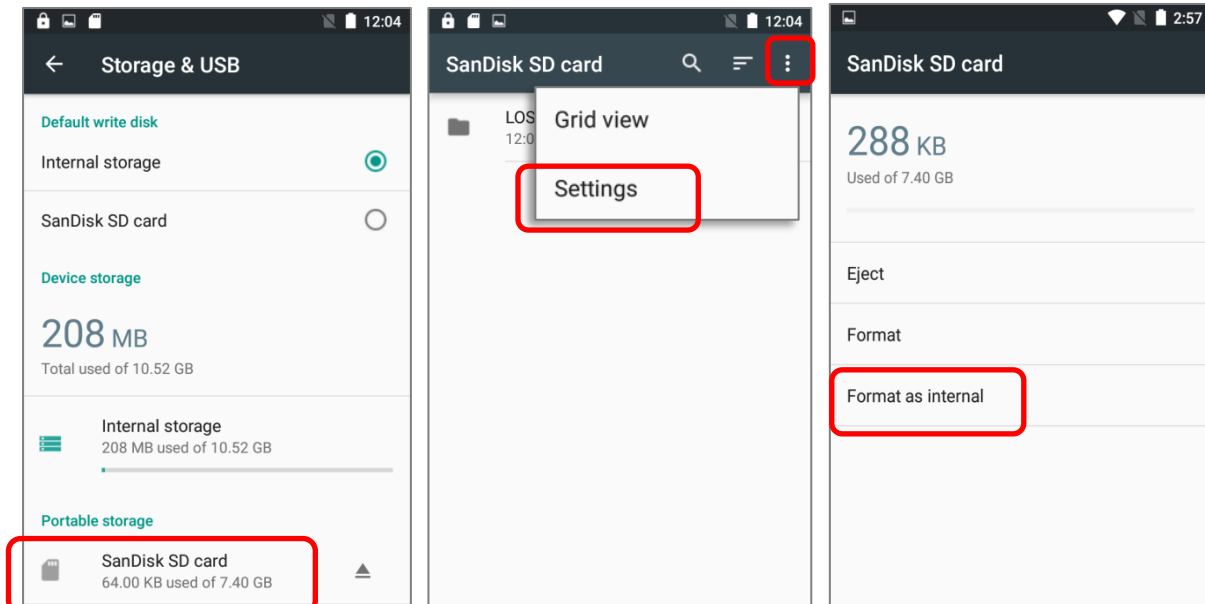 12:04
Storage & USB
Default write disk
Internal storage
SanDisk SD card
Device storage
208 MB
Total used of 10.52 GB
Internal storage
208 MB used of 10.52 GB
Portable storage
SanDisk SD card
64.00 KB used of 7.40 GB
12:04
SanDisk SD card
LOS
12:0
Grid view
Settings
2:57
SanDisk SD card
288 KB
Used of 7.40 GB
Eject
Format
Format as internal